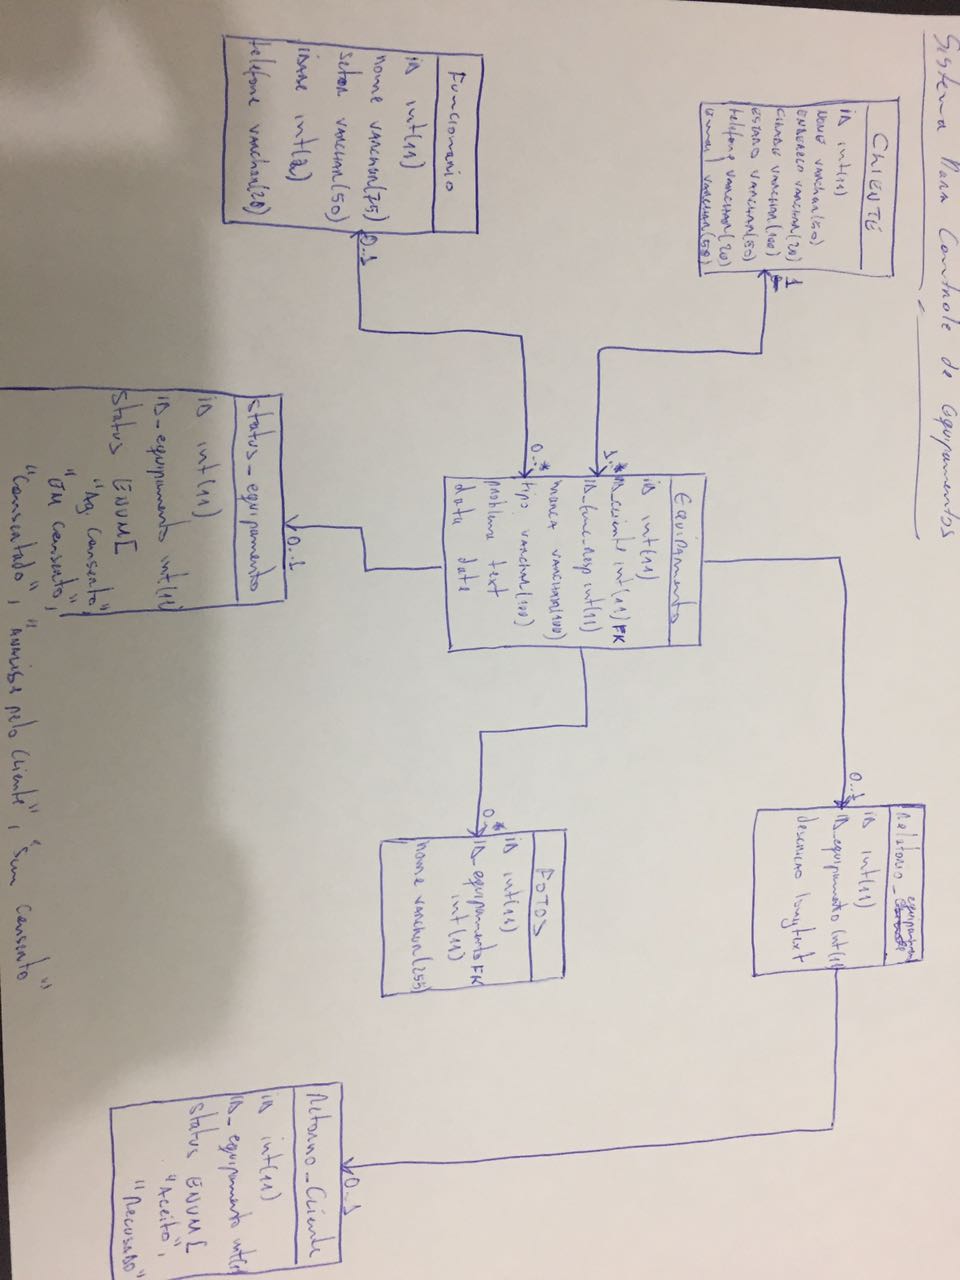 Sistema Para Controle de Equipamentos
CLIENTE
ID int(11)
NOME VARCHAR(50)
ENDERECO VARCHAR(20)
CIDADE VARCHAR(100)
ESTADO VARCHAR(50)
telefone VARCHAR(20)
Email VARCHAR(50)
1
1..*
Relatorio_equipamento
ID int(11)
ID_equipamento int(11
descricao longtext
0..1
Equipamento
ID int(11)
ID_cliente int(11) FK
ID_func_Resp int(11)
marca VARCHAR(100)
tipo VARCHAR(100)
problema text
data date
0..*
FOTOS
ID int(11)
ID_equipamento FK
int(11)
nome varchar(255)
0..*
Funcionario
ID int(11)
nome VARCHAR(75)
setor VARCHAR(50)
IDADE int(2)
telefone varchar(20)
0..1
status_equipamento
ID int(11)
ID_equipamento int(11
status ENUM[
"Ag. Conserto",
"EM Conserto",
"Consertado", "Analise pelo Cliente", "Sem Conserto"
0..1
Retorno_Cliente
ID int(11)
ID_equipamento int(1
status ENUM[
"Aceito",
"Recusado"
0..1